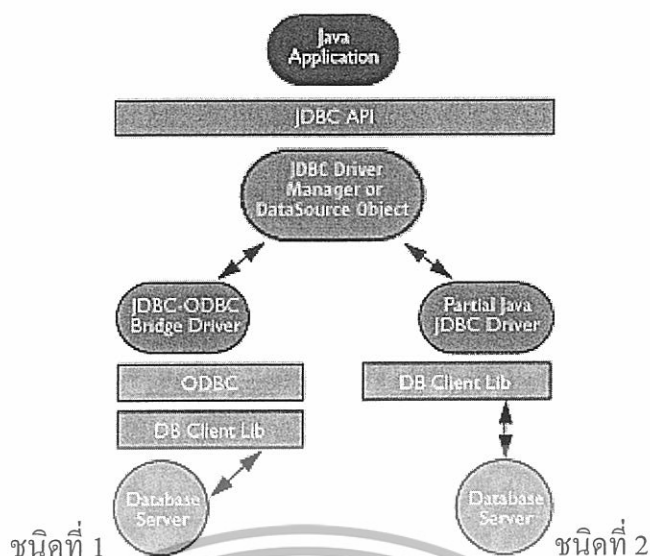 Java
Application
JDBC API
JDBC Driver
Manager or
DataSource Object
JDBC-ODBC
Bridge Driver
Partial Java
JDBC Driver
ODBC
DB Client Lib
DB Client Lib
Database
Server
Database
Server
ชนิดที่ 1
ชนิดที่ 2